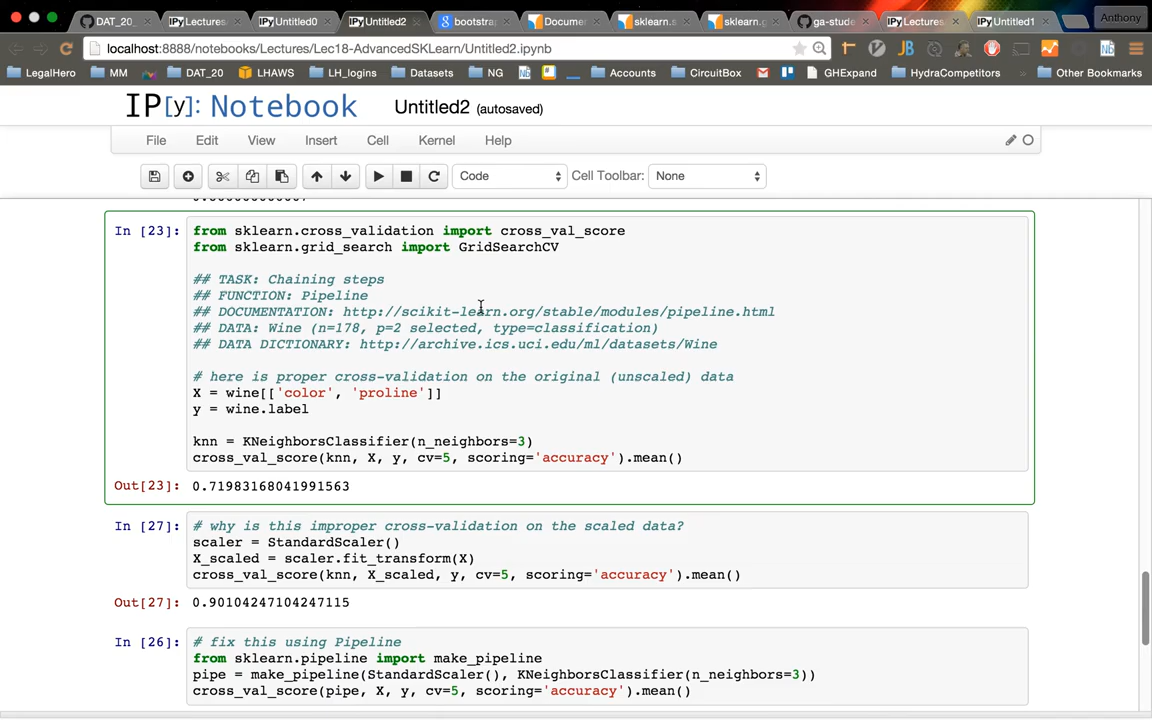 DAT_20_
IPy Lectures
IPy Untitled0
IPy Untitled2
bootstrap
Docume
sklearn.s
sklearn.g
ga-stude
IPy Lectures
IPy Untitled1
Anthony
localhost:8888/notebooks/Lectures/Lec18-AdvancedSKLearn/Untitled2.ipynb
LegalHero MM DAT_20 LHAWS LH_logins Datasets NG Accounts CircuitBox GHExpand HydraCompetitors » Other Bookmarks
IP[y]: Notebook Untitled2 (autosaved)
File Edit View Insert Cell Kernel Help
Code Cell Toolbar: None
In [23]: from sklearn.cross_validation import cross_val_score
from sklearn.grid_search import GridSearchCV
## TASK: Chaining steps
## FUNCTION: Pipeline
## DOCUMENTATION: http://scikit-learn.org/stable/modules/pipeline.html
## DATA: Wine (n=178, p=2 selected, type=classification)
## DATA DICTIONARY: http://archive.ics.uci.edu/ml/datasets/Wine
# here is proper cross-validation on the original (unscaled) data
X = wine[['color', 'proline']]
y = wine.label
knn = KNeighborsClassifier(n_neighbors=3)
cross_val_score(knn, X, y, cv=5, scoring='accuracy').mean()
Out[23]: 0.71983168041991563
In [27]: # why is this improper cross-validation on the scaled data?
scaler = StandardScaler()
X_scaled = scaler.fit_transform(X)
cross_val_score(knn, X_scaled, y, cv=5, scoring='accuracy').mean()
Out[27]: 0.90104247104247115
In [26]: # fix this using Pipeline
from sklearn.pipeline import make_pipeline
pipe = make_pipeline(StandardScaler(), KNeighborsClassifier(n_neighbors=3))
cross_val_score(pipe, X, y, cv=5, scoring='accuracy').mean()